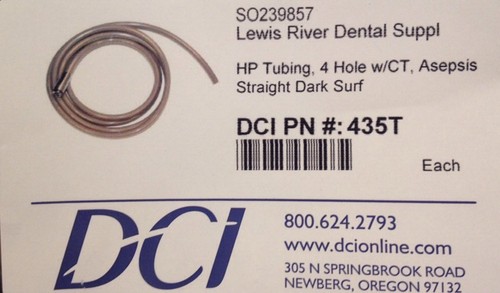 SO239857
Lewis River Dental Suppl
HP Tubing, 4 Hole w/CT, Asepsis
Straight Dark Surf
DCI PN #: 435T
Each
DCI
800.624.2793
www.dcionline.com
305 N SPRINGBROOK ROAD
NEWBERG, OREGON 97132